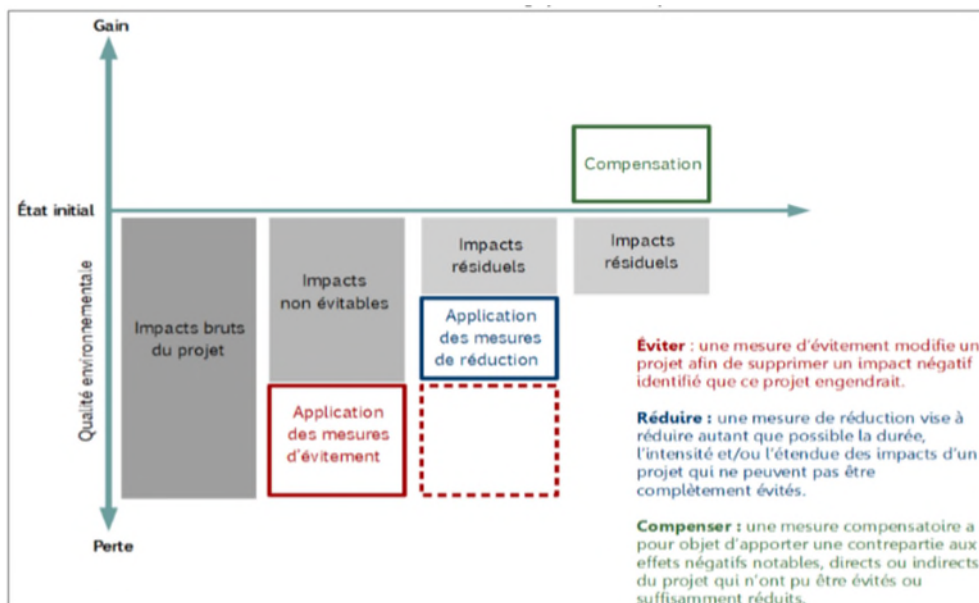 Gain
Compensation
État initial
Impacts bruts
du projet
Impacts
non évitables
Impacts
résiduels
Impacts
résiduels
Application
des mesures
de réduction
Application
des mesures
d'évitement
Qualité environnementale
Perte
Éviter : une mesure d'évitement modifie un
projet afin de supprimer un impact négatif
identifié que ce projet engendrait.
Réduire : une mesure de réduction vise à
réduire autant que possible la durée,
l'intensité et/ou l'étendue des impacts d'un
projet qui ne peuvent pas être
complètement évités.
Compenser : une mesure compensatoire a
pour objet d'apporter une contrepartie aux
effets négatifs notables, directs ou indirects
du projet qui n'ont pu être évités ou
suffisamment réduits.